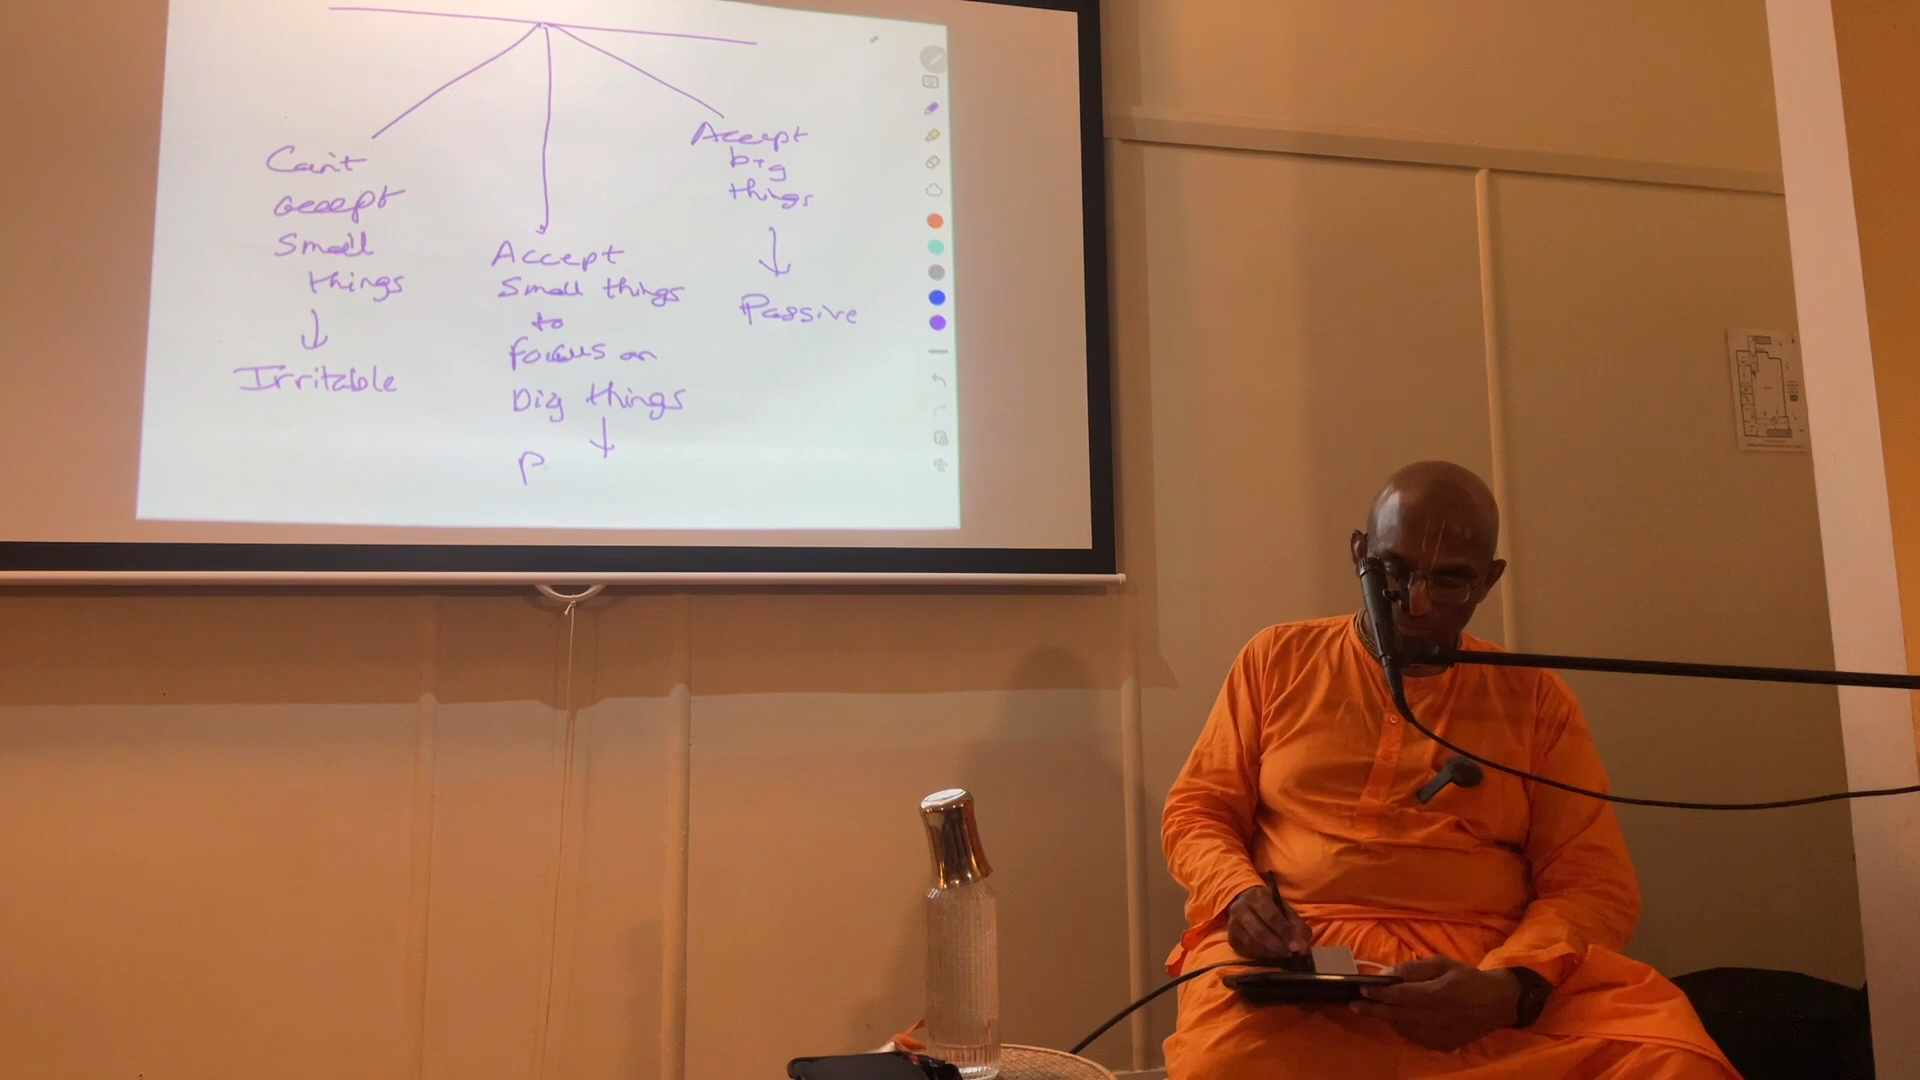 Can't
accept
Small
things
↓
Irritable
Accept
Small things
to
focus on
Big things
↓
P
Accept
big
things
↓
Passive